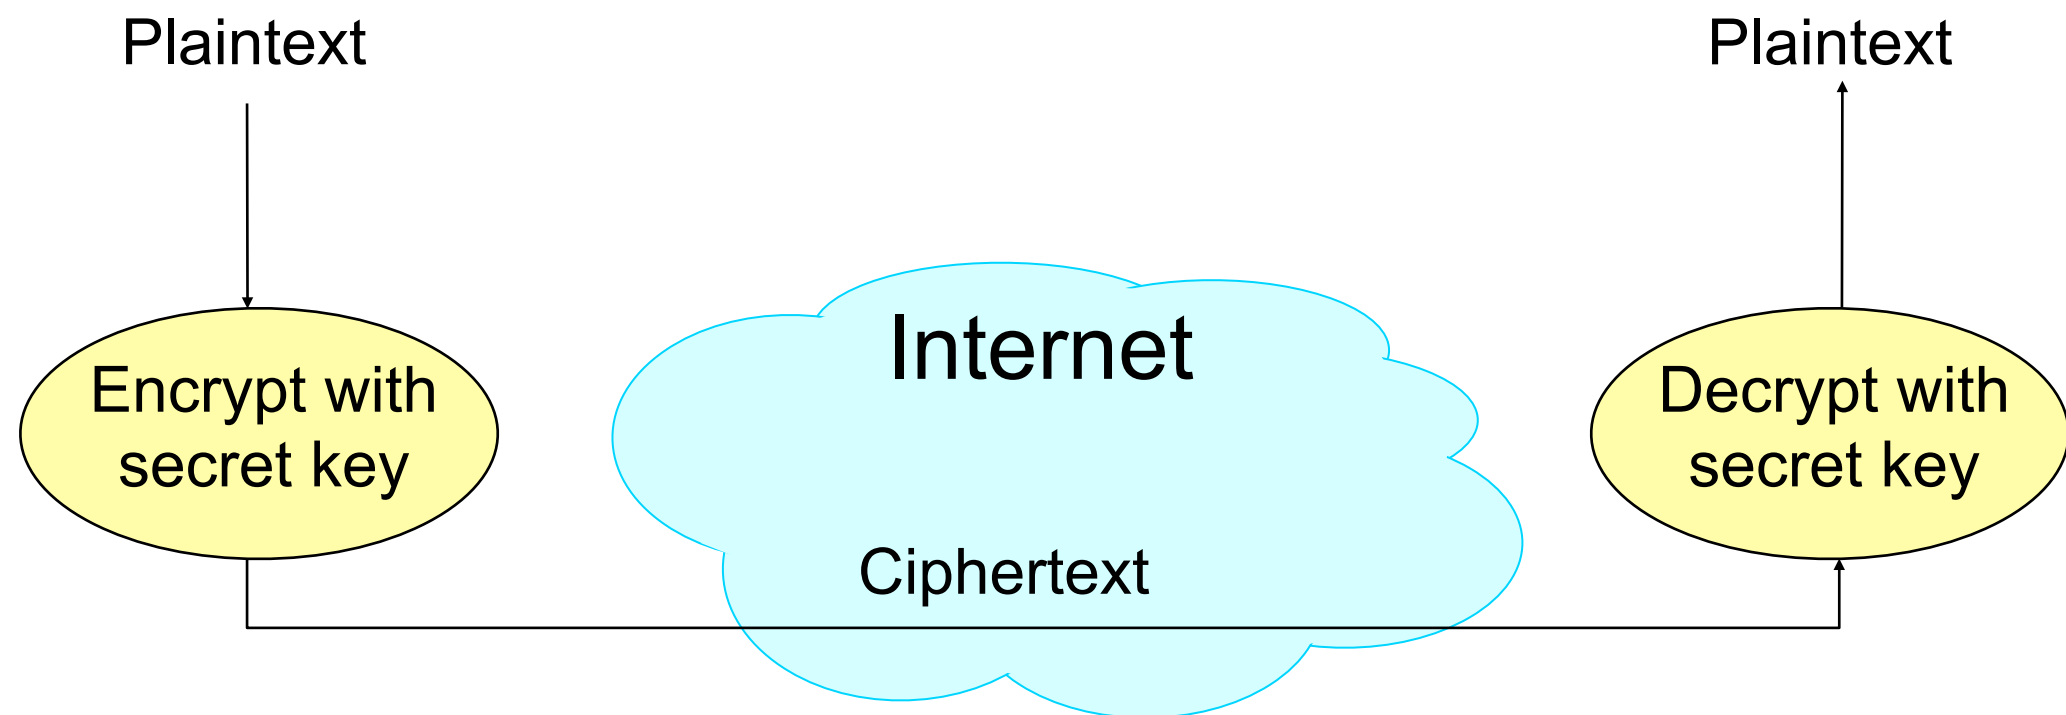 Plaintext
Plaintext
Internet
Encrypt with
secret key
Decrypt with
secret key
Ciphertext